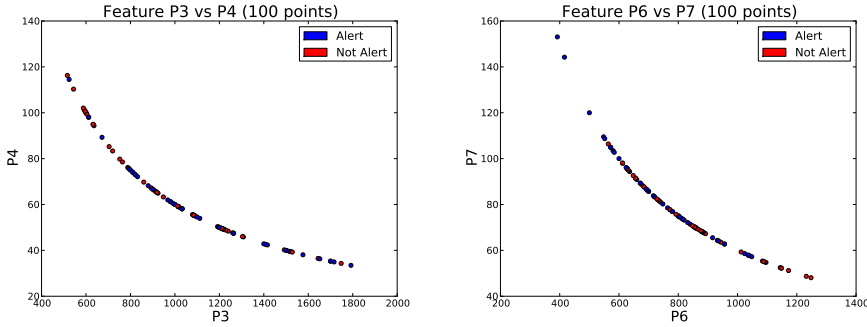 Feature P3 vs P4 (100 points)
Alert
Not Alert
140
120
100
80
60
40
20
P4
400 600 800 1000 1200 1400 1600 1800 2000
P3
Feature P6 vs P7 (100 points)
Alert
Not Alert
160
140
120
100
80
60
40
P7
200 400 600 800 1000 1200 1400
P6